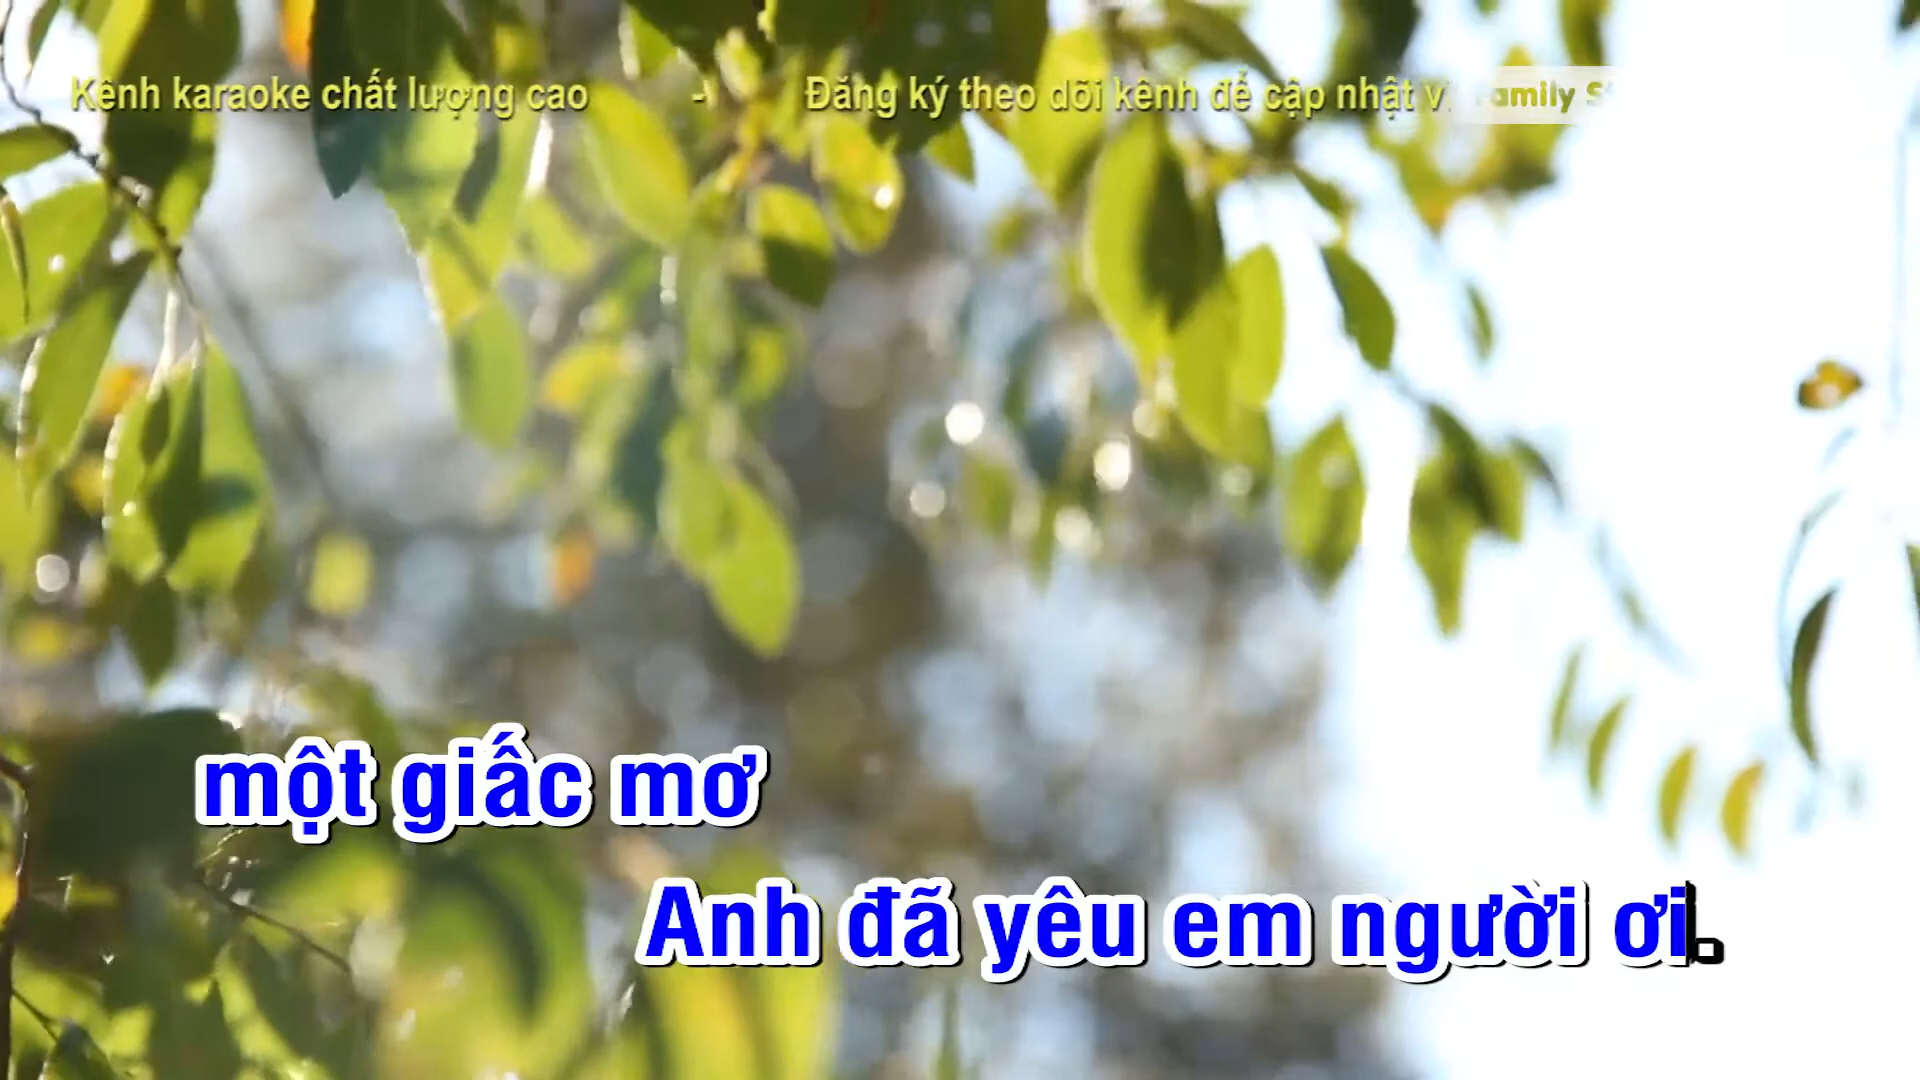 Kênh karaoke chất lượng cao - Đăng ký theo dõi kênh để cập nhật Family
một giấc mơ
Anh đã yêu em người ơi.